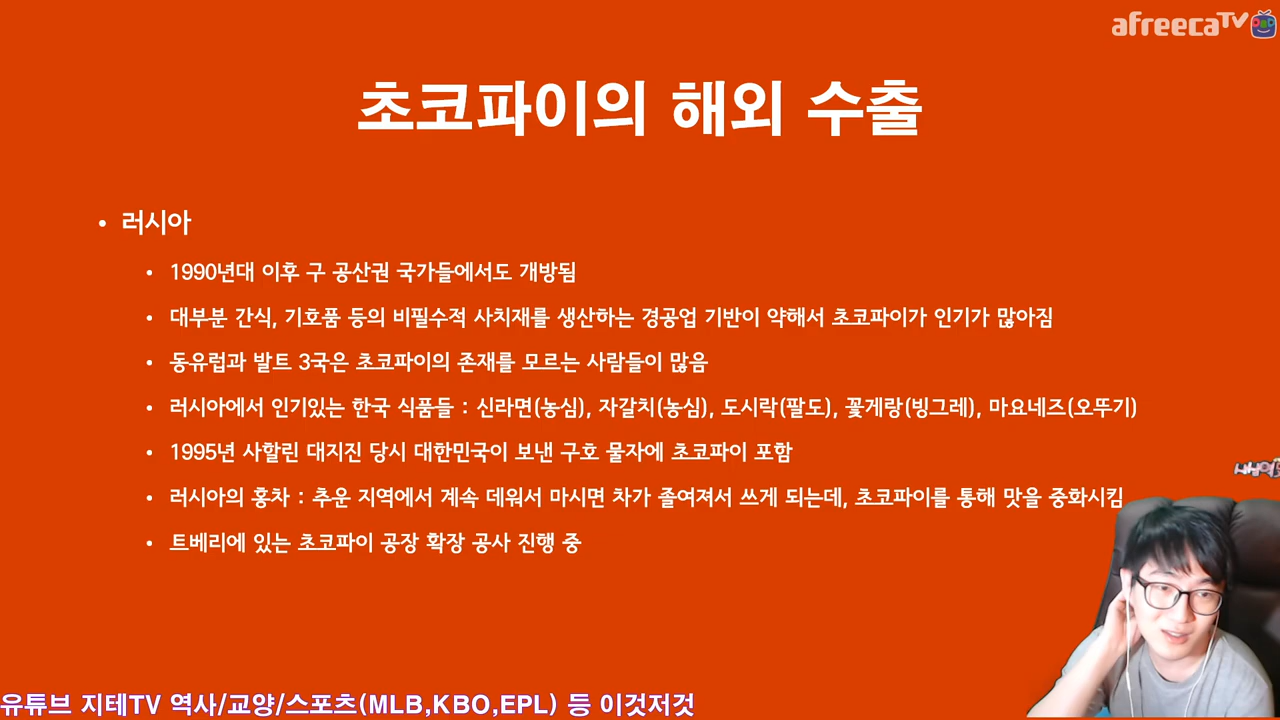 afreecaTV
초코파이의 해외 수출
• 러시아
• 1990년대 이후 구 공산권 국가들에서도 개방됨
• 대부분 간식, 기호품 등의 비필수적 사치재를 생산하는 경공업 기반이 약해서 초코파이가 인기가 많아짐
• 동유럽과 발트 3국은 초코파이의 존재를 모르는 사람들이 많음
• 러시아에서 인기있는 한국 식품들 : 신라면(농심), 자갈치(농심), 도시락(팔도), 꽃게랑(빙그레), 마요네즈(오뚜기)
• 1995년 사할린 대지진 당시 대한민국이 보낸 구호 물자에 초코파이 포함
• 러시아의 홍차 : 추운 지역에서 계속 데워서 마시면 차가 졸여져서 쓰게 되는데, 초코파이를 통해 맛을 중화시킴
• 트베리에 있는 초코파이 공장 확장 공사 진행 중
유튜브 지테TV 역사/교양/스포츠(MLB,KBO,EPL) 등 이것저것